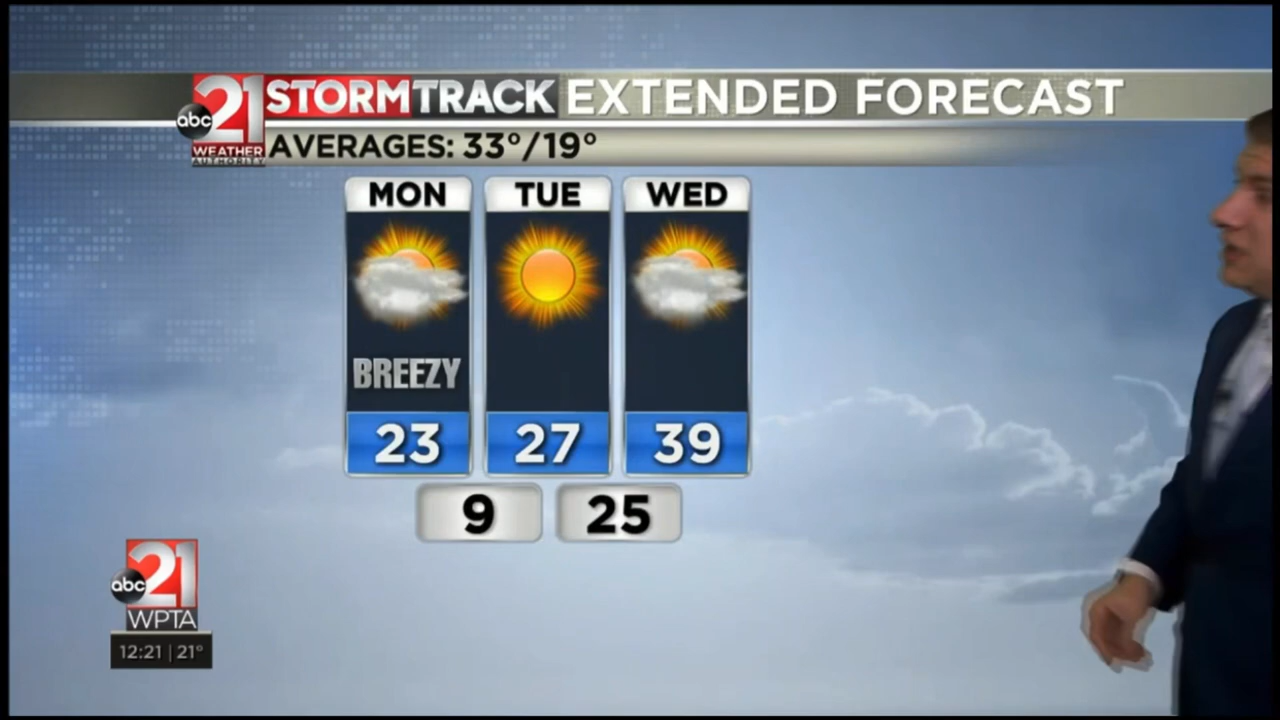 abc 21 STORMTRACK EXTENDED FORECAST
WEATHER
AUTHORITY
AVERAGES: 33°/19°
MON TUE WED
BREEZY
23 27 39
9 25
abc 21
WPTA
12:21 | 21°